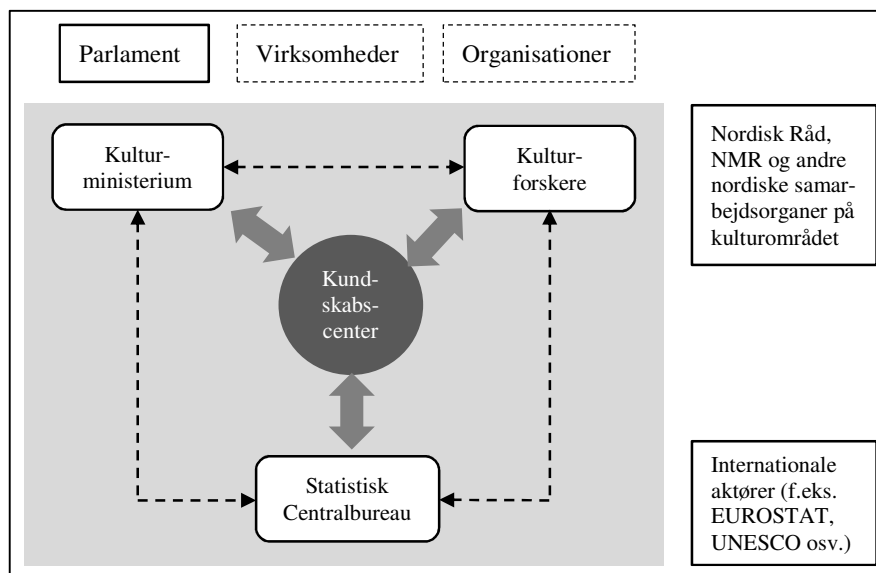 Parlament
Virksomheder
Organisationer
Kultur-
ministerium
Kultur-
forskere
Nordisk Råd,
NMR og andre
nordiske samar-
bejdsorganer på
kulturområdet
Kund-
skabs-
center
Statistisk
Centralbureau
Internationale
aktører (f.eks.
EUROSTAT,
UNESCO osv.)